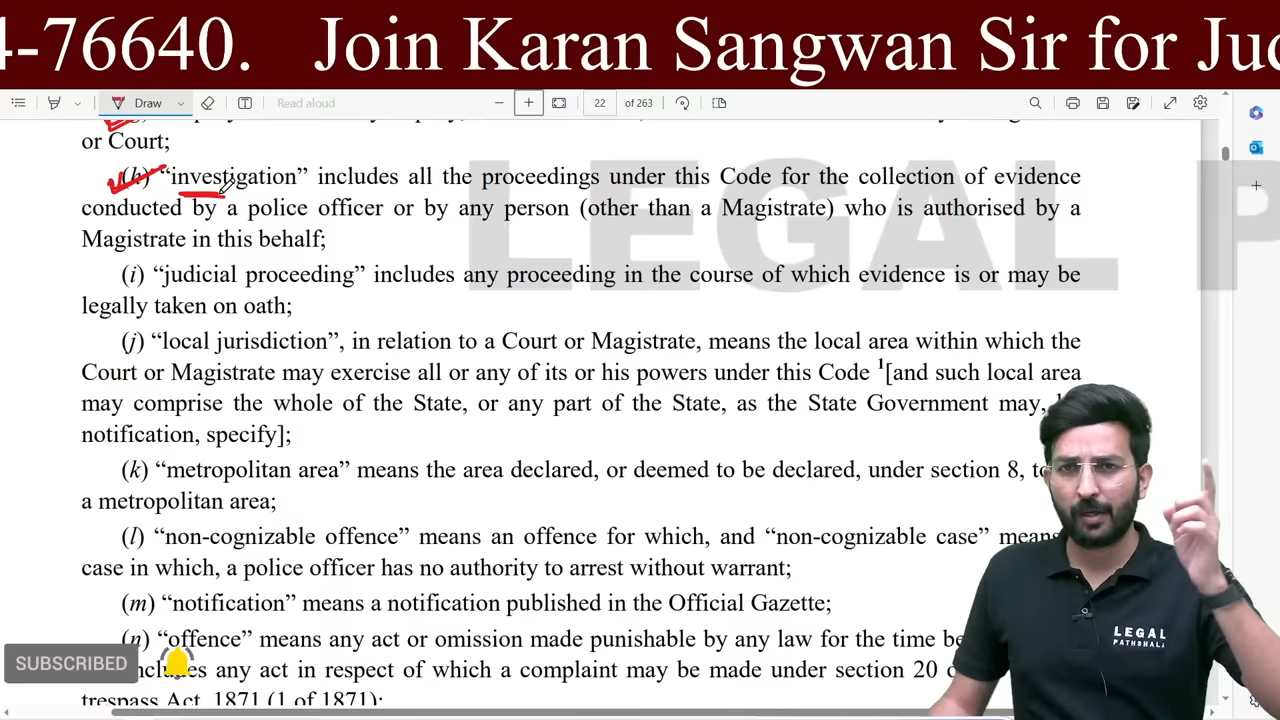 4-76640. Join Karan Sangwan Sir for Jud
Draw
Read aloud
22 of 263
or Court;
(h) “investigation” includes all the proceedings under this Code for the collection of evidence
conducted by a police officer or by any person (other than a Magistrate) who is authorised by a
Magistrate in this behalf;
(i) “judicial proceeding” includes any proceeding in the course of which evidence is or may be
legally taken on oath;
(j) “local jurisdiction”, in relation to a Court or Magistrate, means the local area within which the
Court or Magistrate may exercise all or any of its or his powers under this Code 1[and such local area
may comprise the whole of the State, or any part of the State, as the State Government may,
notification, specify];
(k) “metropolitan area” means the area declared, or deemed to be declared, under section 8, to
a metropolitan area;
(l) “non-cognizable offence” means an offence for which, and “non-cognizable case” means
case in which, a police officer has no authority to arrest without warrant;
(m) “notification” means a notification published in the Official Gazette;
(n) “offence” means any act or omission made punishable by any law for the time be
includes any act in respect of which a complaint may be made under section 20 o
trespass Act, 1871 (1 of 1871);
LEGAL P
LEGAL
PATHSHALA
SUBSCRIBED